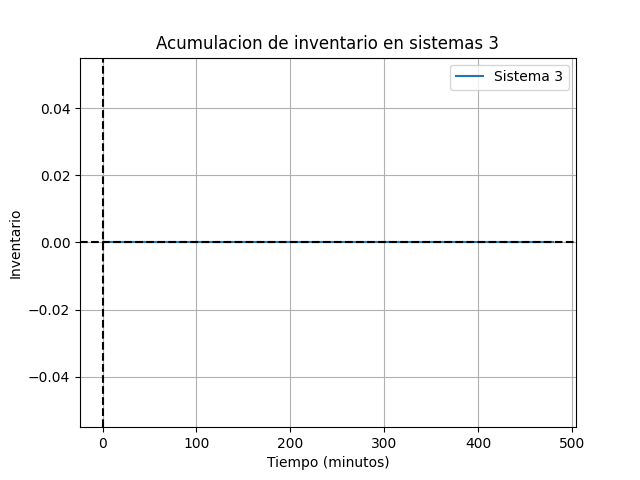 Acumulacion de inventario en sistemas 3
Sistema 3
0.04
0.02
0.00
−0.02
−0.04
Inventario
0
100
200
300
400
500
Tiempo (minutos)